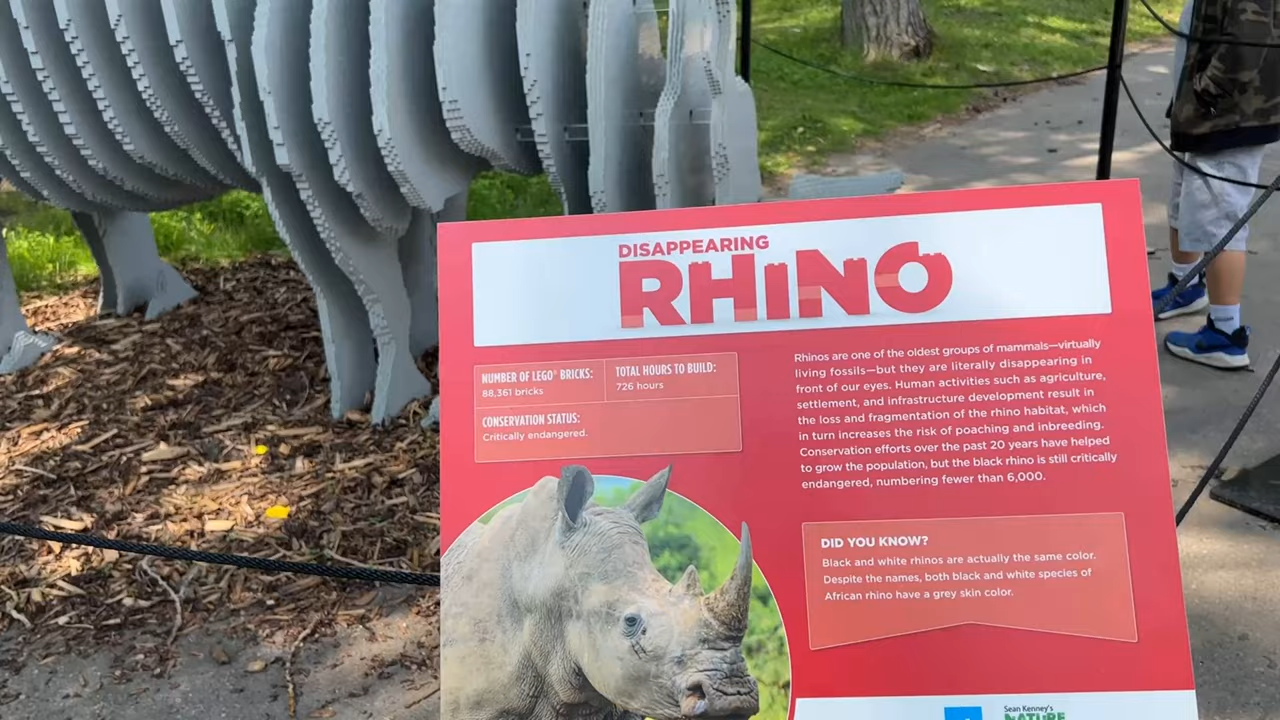 DISAPPEARING
RHINO
NUMBER OF LEGO® BRICKS:
88,361 bricks
TOTAL HOURS TO BUILD:
726 hours
CONSERVATION STATUS:
Critically endangered.
Rhinos are one of the oldest groups of mammals—virtually
living fossils—but they are literally disappearing in
front of our eyes. Human activities such as agriculture,
settlement, and infrastructure development result in
the loss and fragmentation of the rhino habitat, which
in turn increases the risk of poaching and inbreeding.
Conservation efforts over the past 20 years have helped
to grow the population, but the black rhino is still critically
endangered, numbering fewer than 6,000.
DID YOU KNOW?
Black and white rhinos are actually the same color.
Despite the names, both black and white species of
African rhino have a grey skin color.
Sean Kenney's
NATURE